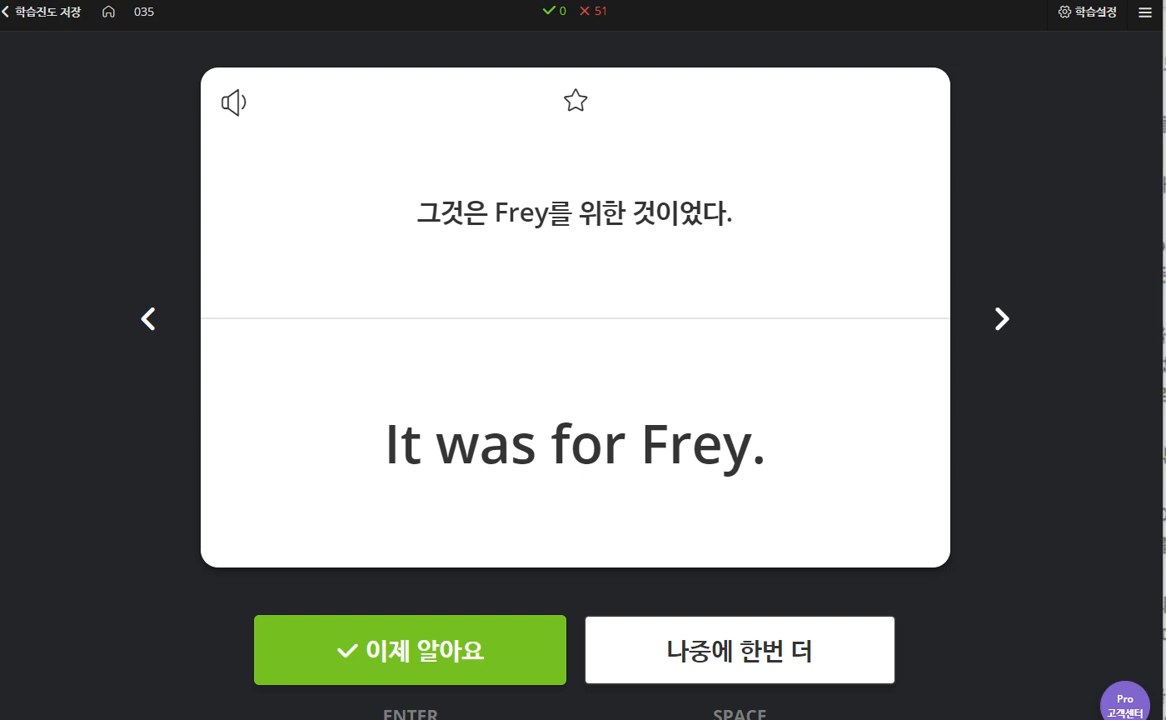 학습진도 저장
035
0
51
학습설정
그것은 Frey를 위한 것이었다.
It was for Frey.
이제 알아요
나중에 한번 더
ENTER
SPACE
Pro
고객센터